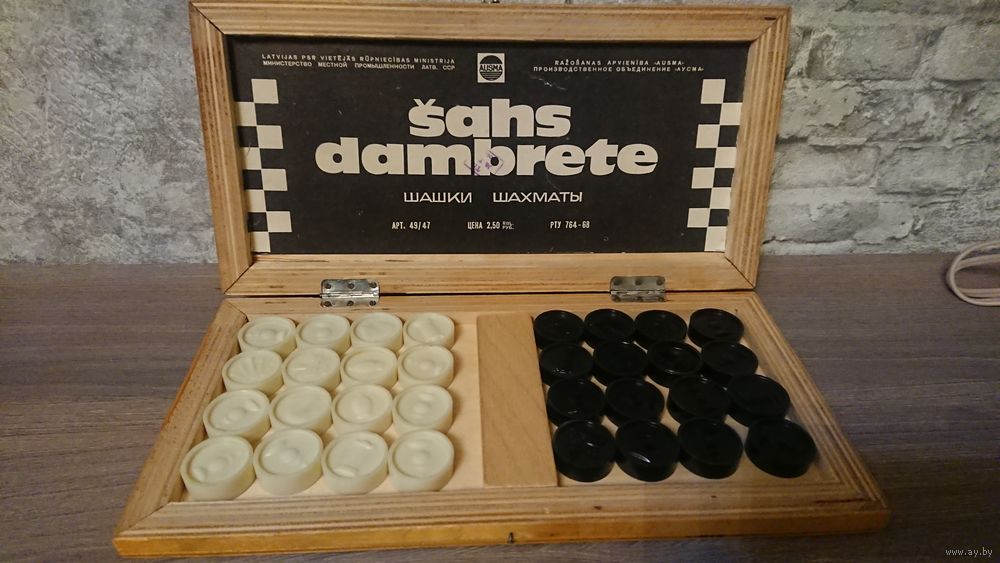 LATVIJAS PSR VIETĒJĀS RŪPNIECĪBAS MINISTRIJA
МИНИСТЕРСТВО МЕСТНОЙ ПРОМЫШЛЕННОСТИ ЛАТВ. ССР
AUSMA
RAŽOŠANAS APVIENĪBA «AUSMA»
ПРОИЗВОДСТВЕННОЕ ОБЪЕДИНЕНИЕ «АУСМА»
šahs
dambrete
ШАШКИ ШАХМАТЫ
АРТ. 49/47 ЦЕНА 2,50 РУБ. РТУ 764-68
www.ay.by